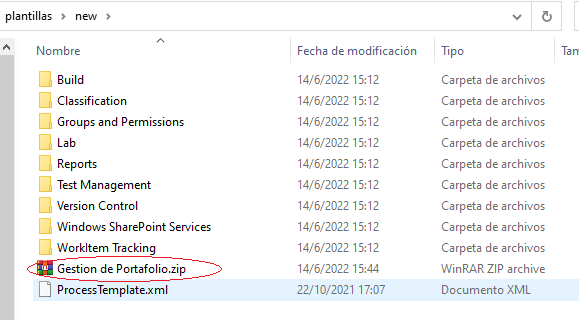 plantillas > new >
Nombre Fecha de modificación Tipo Tam
Build 14/6/2022 15:12 Carpeta de archivos
Classification 14/6/2022 15:12 Carpeta de archivos
Groups and Permissions 14/6/2022 15:12 Carpeta de archivos
Lab 14/6/2022 15:12 Carpeta de archivos
Reports 14/6/2022 15:12 Carpeta de archivos
Test Management 14/6/2022 15:12 Carpeta de archivos
Version Control 14/6/2022 15:12 Carpeta de archivos
Windows SharePoint Services 14/6/2022 15:12 Carpeta de archivos
WorkItem Tracking 14/6/2022 15:12 Carpeta de archivos
Gestion de Portafolio.zip 14/6/2022 15:44 WinRAR ZIP archive
ProcessTemplate.xml 22/10/2021 17:07 Documento XML